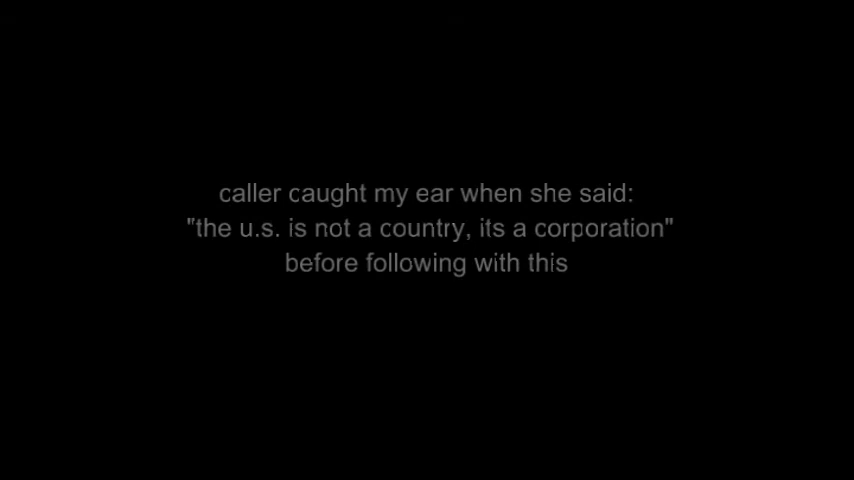 caller caught my ear when she said:
"the u.s. is not a country, its a corporation"
before following with this